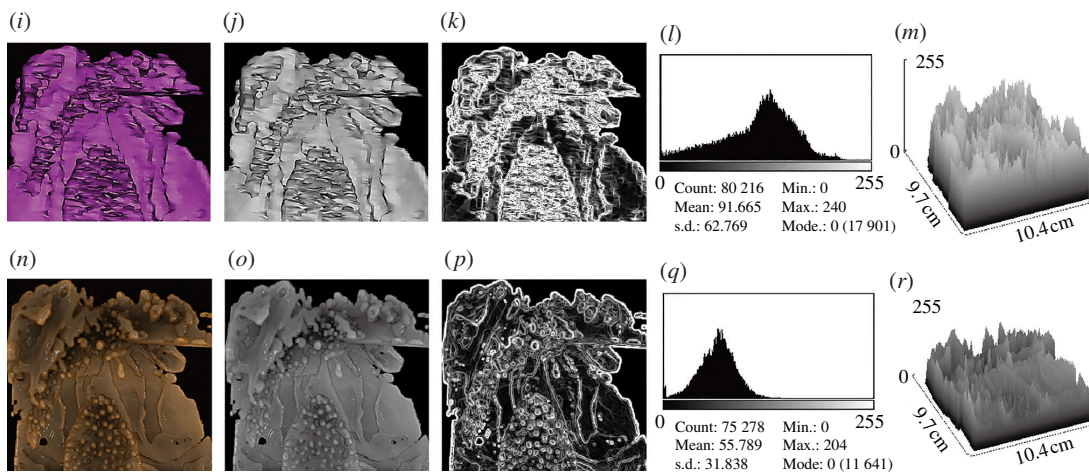 (i)
(j)
(k)
(l)
(m)
255
0
9.7 cm
10.4 cm
0
255
Count: 80 216 Min.: 0
Mean: 91.665 Max.: 240
s.d.: 62.769 Mode.: 0 (17 901)
(n)
(o)
(p)
(q)
(r)
255
0
9.7 cm
10.4 cm
0
255
Count: 75 278 Min.: 0
Mean: 55.789 Max.: 204
s.d.: 31.838 Mode: 0 (11 641)